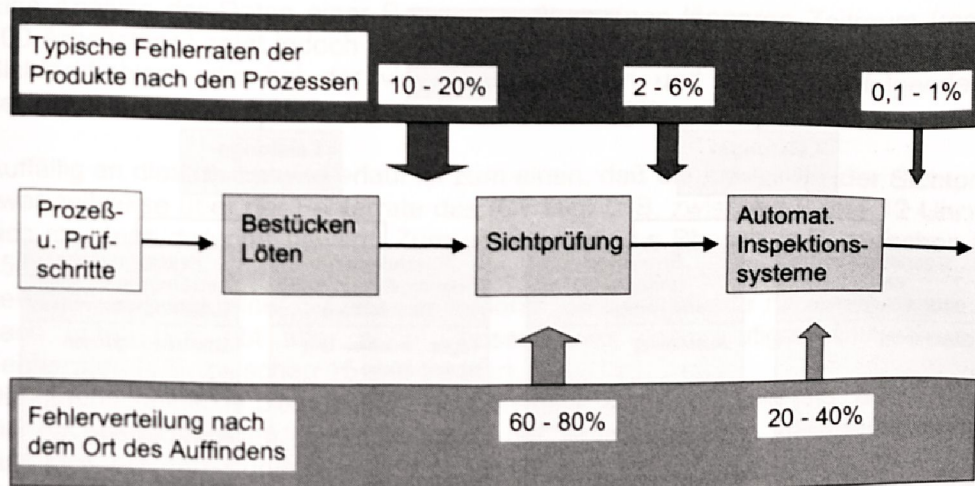 Typische Fehlerraten der
Produkte nach den Prozessen
10 - 20%
2 - 6%
0,1 - 1%
Prozeß-
u. Prüf-
schritte
Bestücken
Löten
Sichtprüfung
Automat.
Inspektions-
systeme
60 - 80%
20 - 40%
Fehlerverteilung nach
dem Ort des Auffindens